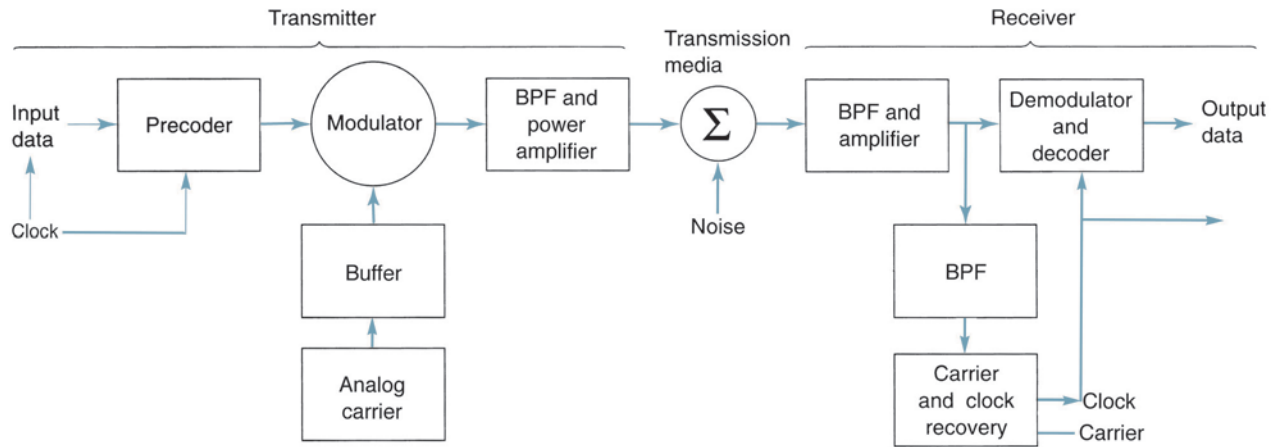 Transmitter
Receiver
Transmission
media
Input
data
Precoder
Modulator
BPF and
power
amplifier
Σ
BPF and
amplifier
Demodulator
and
decoder
Output
data
Clock
Noise
Buffer
BPF
Analog
carrier
Carrier
and clock
recovery
Clock
Carrier